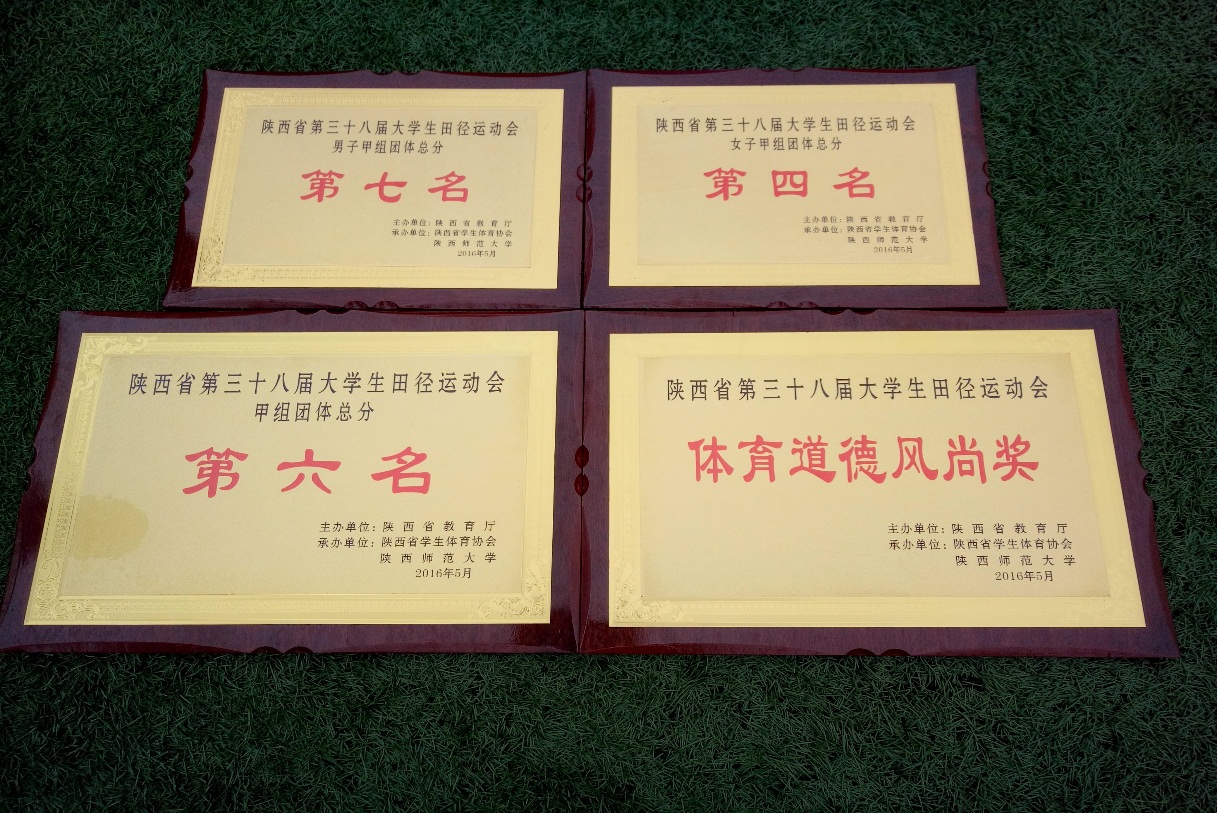 陕西省第三十八届大学生田径运动会
男子甲组团体总分
第七名
主办单位：陕西省教育厅
承办单位：陕西省学生体育协会
陕西师范大学
2016年5月
陕西省第三十八届大学生田径运动会
女子甲组团体总分
第四名
主办单位：陕西省教育厅
承办单位：陕西省学生体育协会
陕西师范大学
2016年5月
陕西省第三十八届大学生田径运动会
甲组团体总分
第六名
主办单位：陕西省教育厅
承办单位：陕西省学生体育协会
陕西师范大学
2016年5月
陕西省第三十八届大学生田径运动会
体育道德风尚奖
主办单位：陕西省教育厅
承办单位：陕西省学生体育协会
陕西师范大学
2016年5月